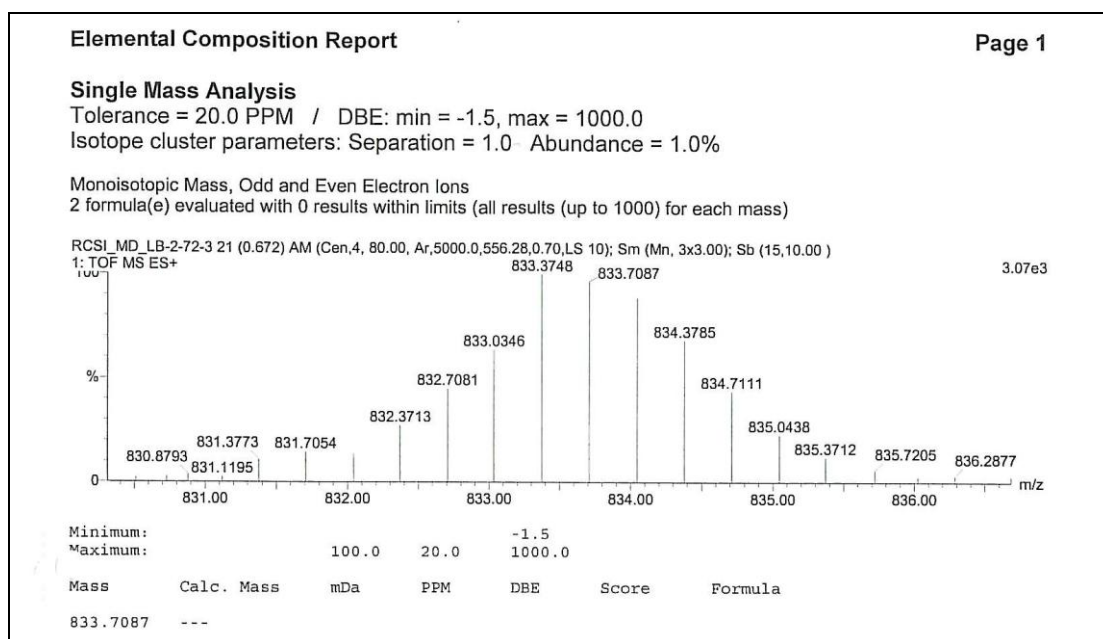 Elemental Composition Report
Page 1
Single Mass Analysis
Tolerance = 20.0 PPM / DBE: min = -1.5, max = 1000.0
Isotope cluster parameters: Separation = 1.0 Abundance = 1.0%
Monoisotopic Mass, Odd and Even Electron Ions
2 formula(e) evaluated with 0 results within limits (all results (up to 1000) for each mass)
RCSI_MD_LB-2-72-3 21 (0.672) AM (Cen,4, 80.00, Ar,5000.0,556.28,0.70,LS 10); Sm (Mn, 3x3.00); Sb (15,10.00 )
1: TOF MS ES+
3.07e3
100
%
0
830.8793
831.1195
831.3773
831.7054
832.3713
832.7081
833.0346
833.3748
833.7087
834.3785
834.7111
835.0438
835.3712
835.7205
836.2877
831.00 832.00 833.00 834.00 835.00 836.00 m/z
Minimum: -1.5
Maximum: 100.0 20.0 1000.0
Mass Calc. Mass mDa PPM DBE Score Formula
833.7087 ---